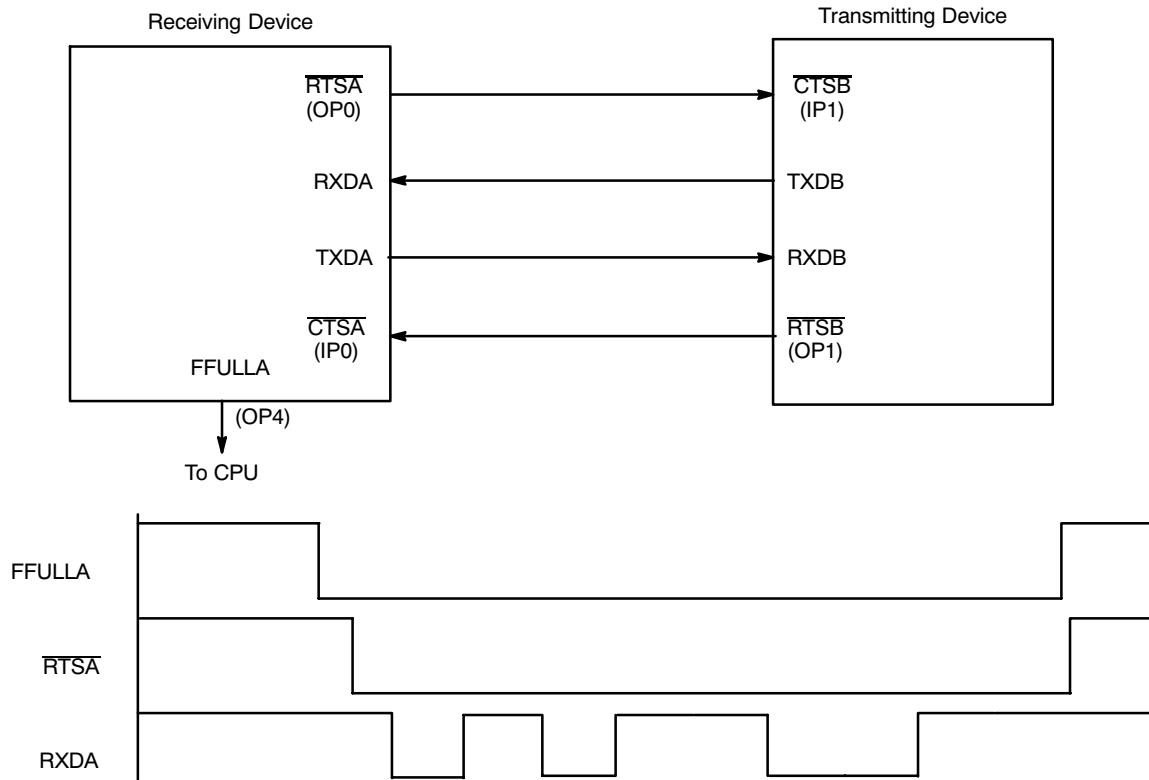 Receiving Device
Transmitting Device
RTSA
(OP0)
CTSB
(IP1)
RXDA
TXDB
TXDA
RXDB
CTSA
(IP0)
RTSB
(OP1)
FFULLA
(OP4)
To CPU
FFULLA
RTSA
RXDA